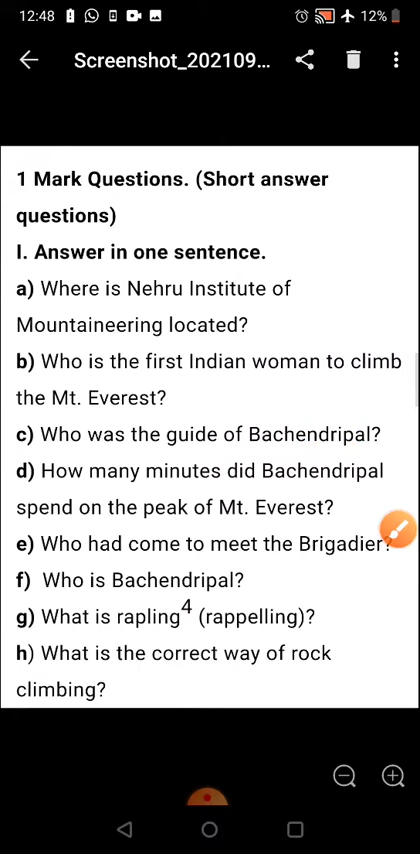 12:48
12%
Screenshot_202109...
1 Mark Questions. (Short answer
questions)
I. Answer in one sentence.
a) Where is Nehru Institute of
Mountaineering located?
b) Who is the first Indian woman to climb
the Mt. Everest?
c) Who was the guide of Bachendripal?
d) How many minutes did Bachendripal
spend on the peak of Mt. Everest?
e) Who had come to meet the Brigadier?
f) Who is Bachendripal?
g) What is rapling⁴ (rappelling)?
h) What is the correct way of rock
climbing?